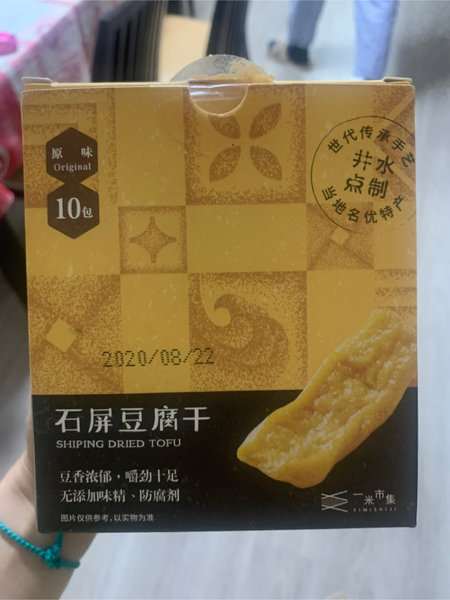 原味
Original
10包
世代传承手艺
井水
点制
原地名优特产
2020/08/22
石屏豆腐干
SHIPING DRIED TOFU
豆香浓郁，嚼劲十足
无添加味精、防腐剂
图片仅供参考，以实物为准
一米市集
YIMISHIJI